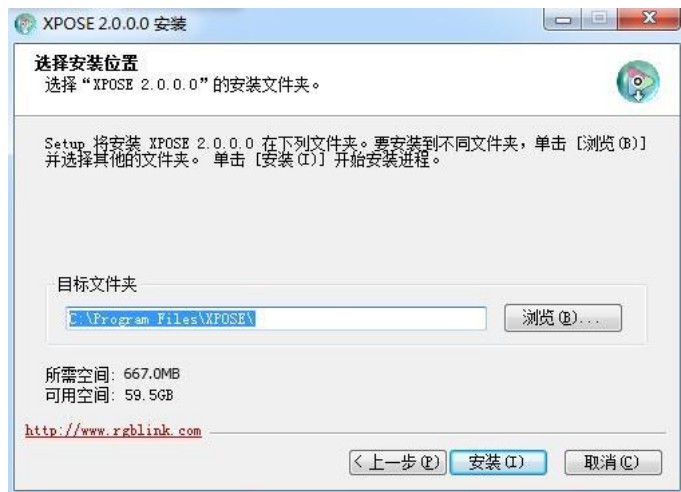 XPOSE 2.0.0.0 安装
选择安装位置
选择“XPOSE 2.0.0.0”的安装文件夹。
Setup 将安装 XPOSE 2.0.0.0 在下列文件夹。要安装到不同文件夹，单击 [浏览(B)]
并选择其他的文件夹。 单击 [安装(I)] 开始安装进程。
目标文件夹
C:\Program Files\XPOSE\
浏览(B)...
所需空间: 667.0MB
可用空间: 59.5GB
http://www.rgblink.com
< 上一步(P)
安装(I)
取消(C)